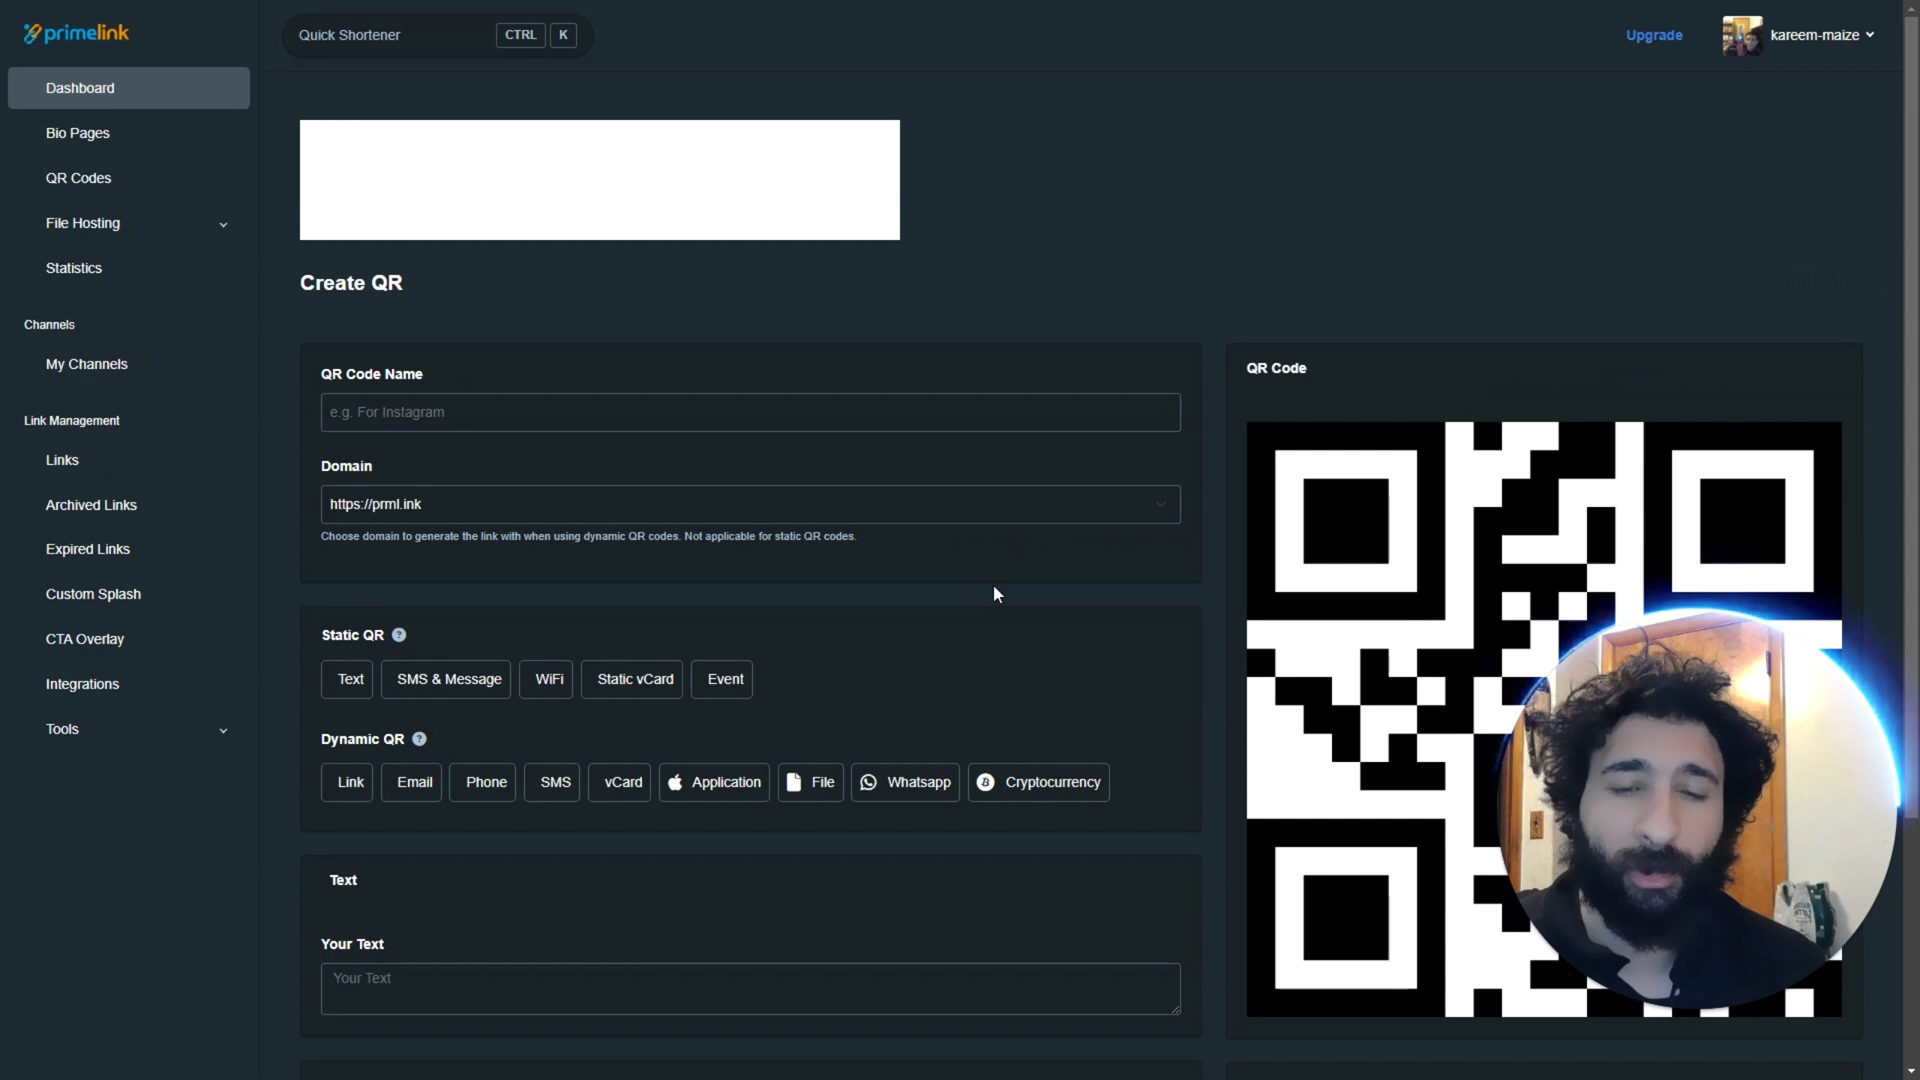 primelink
Quick Shortener CTRL K
Upgrade
kareem-maize
Dashboard
Bio Pages
QR Codes
File Hosting
Statistics
Channels
My Channels
Link Management
Links
Archived Links
Expired Links
Custom Splash
CTA Overlay
Integrations
Tools
Create QR
QR Code Name
e.g. For Instagram
Domain
https://prml.ink
Choose domain to generate the link with when using dynamic QR codes. Not applicable for static QR codes.
Static QR ?
Text SMS & Message WiFi Static vCard Event
Dynamic QR ?
Link Email Phone SMS vCard Application File Whatsapp Cryptocurrency
Text
Your Text
Your Text
QR Code